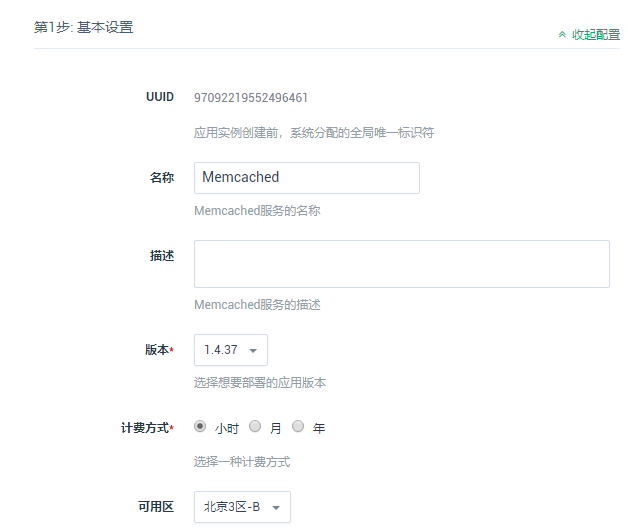 第1步: 基本设置
收起配置
UUID 97092219552496461
应用实例创建前，系统分配的全局唯一标识符
名称 Memcached
Memcached服务的名称
描述
Memcached服务的描述
版本* 1.4.37
选择想要部署的应用版本
计费方式* 小时 月 年
选择一种计费方式
可用区 北京3区-B